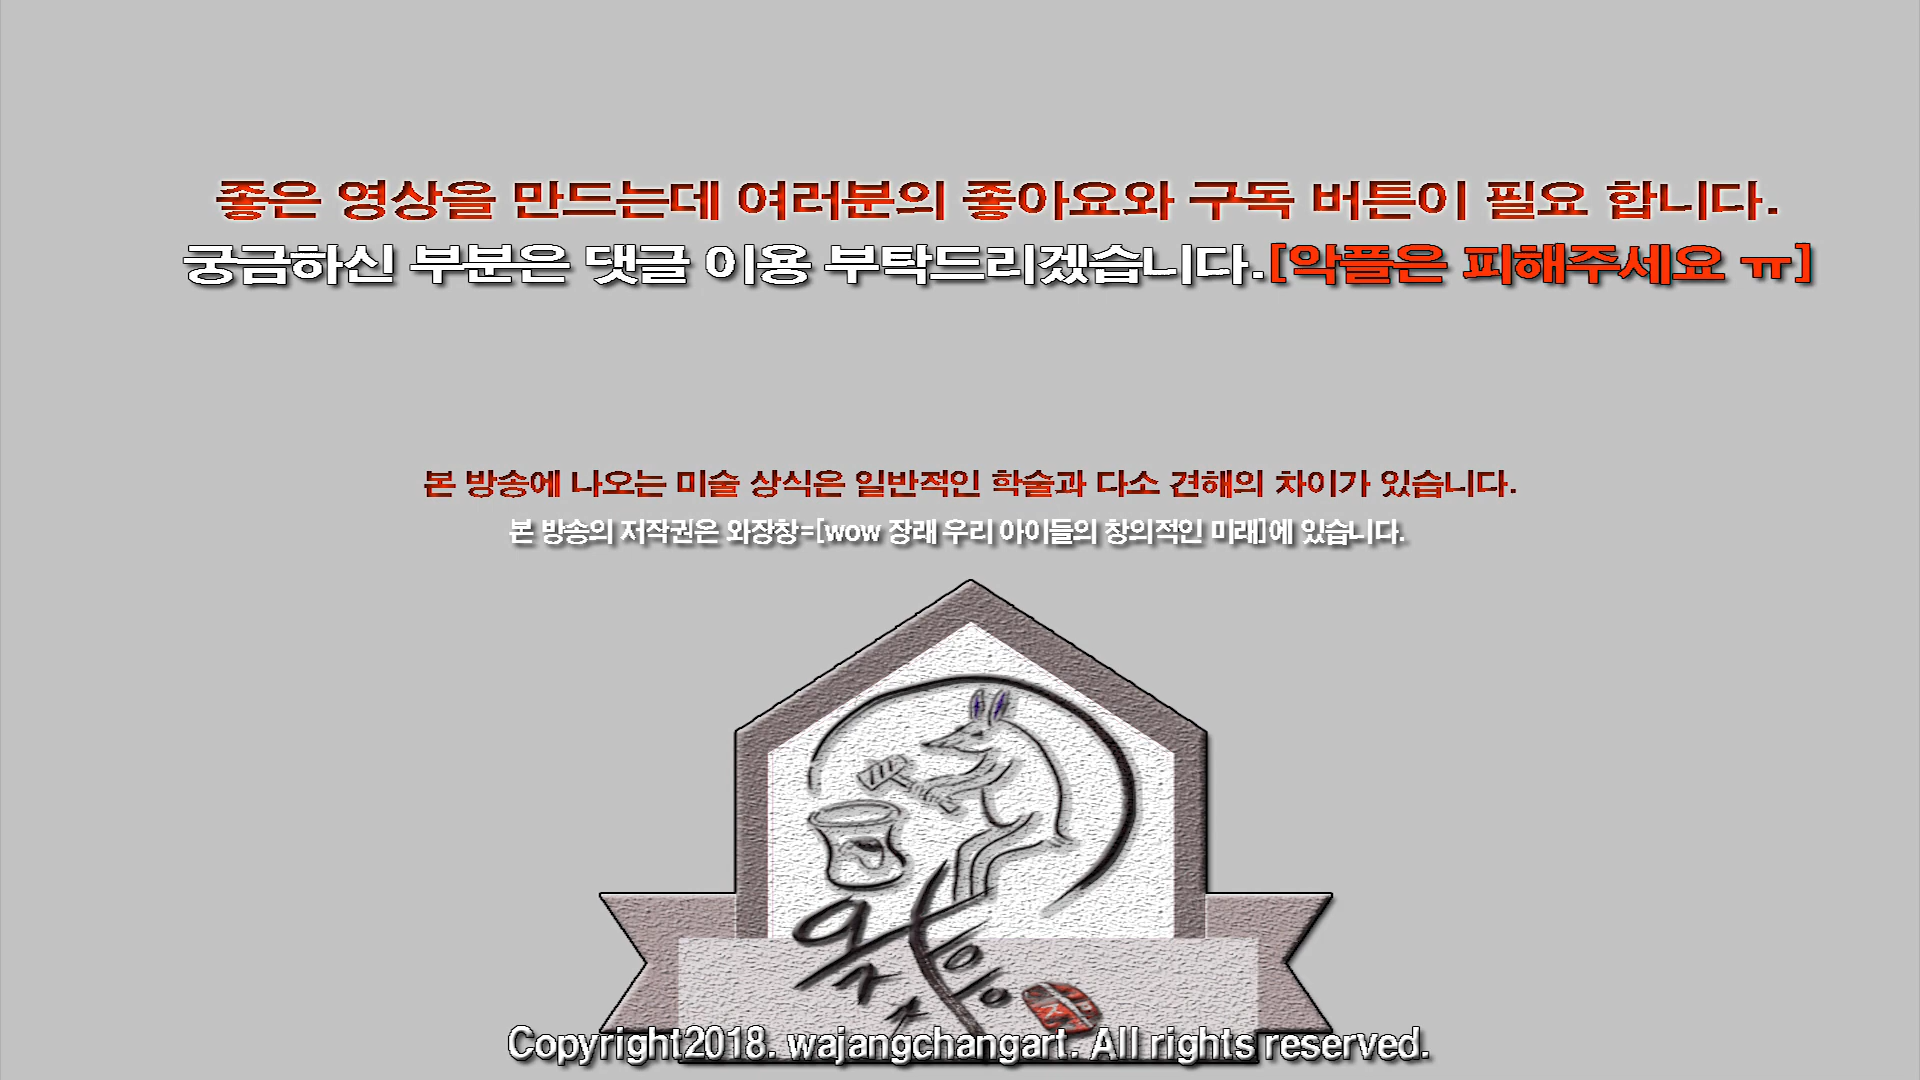 좋은 영상을 만드는데 여러분의 좋아요와 구독 버튼이 필요 합니다.
궁금하신 부분은 댓글 이용 부탁드리겠습니다.[악플은 피해주세요 ㅠ]
본 방송에 나오는 미술 상식은 일반적인 학술과 다소 견해의 차이가 있습니다.
본 방송의 저작권은 와장창=[wow 장래 우리 아이들의 창의적인 미래]에 있습니다.
Copyright2018. wajangchangart. All rights reserved.